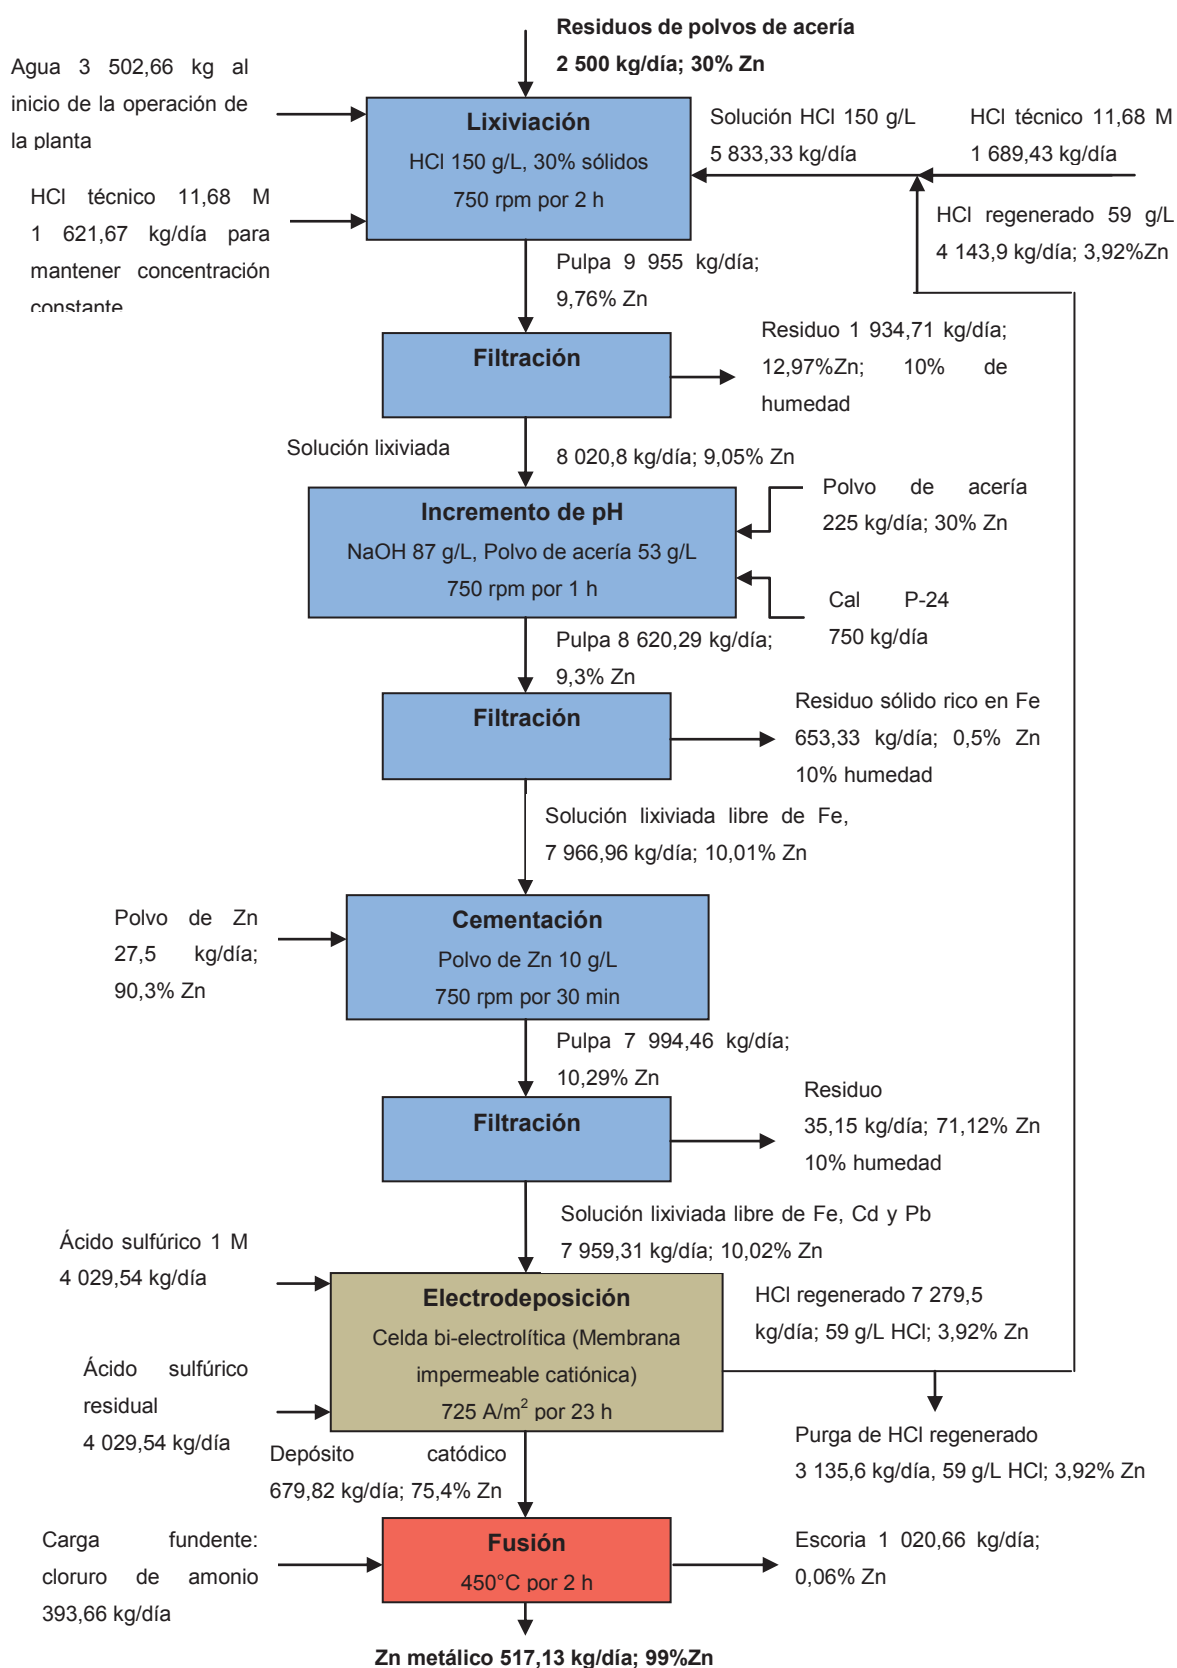 Residuos de polvos de acería
2 500 kg/día; 30% Zn
Agua 3 502,66 kg al
inicio de la operación de
la planta
Lixiviación
HCl 150 g/L, 30% sólidos
750 rpm por 2 h
Solución HCl 150 g/L
5 833,33 kg/día
HCl técnico 11,68 M
1 689,43 kg/día
HCl técnico 11,68 M
1 621,67 kg/día para
mantener concentración
constante
HCl regenerado 59 g/L
4 143,9 kg/día; 3,92%Zn
Pulpa 9 955 kg/día;
9,76% Zn
Filtración
Residuo 1 934,71 kg/día;
12,97%Zn; 10% de
humedad
Solución lixiviada
8 020,8 kg/día; 9,05% Zn
Incremento de pH
NaOH 87 g/L, Polvo de acería 53 g/L
750 rpm por 1 h
Polvo de acería
225 kg/día; 30% Zn
Cal P-24
750 kg/día
Pulpa 8 620,29 kg/día;
9,3% Zn
Filtración
Residuo sólido rico en Fe
653,33 kg/día; 0,5% Zn
10% humedad
Solución lixiviada libre de Fe,
7 966,96 kg/día; 10,01% Zn
Polvo de Zn
27,5 kg/día;
90,3% Zn
Cementación
Polvo de Zn 10 g/L
750 rpm por 30 min
Pulpa 7 994,46 kg/día;
10,29% Zn
Filtración
Residuo
35,15 kg/día; 71,12% Zn
10% humedad
Solución lixiviada libre de Fe, Cd y Pb
7 959,31 kg/día; 10,02% Zn
Ácido sulfúrico 1 M
4 029,54 kg/día
Electrodeposición
Celda bi-electrolítica (Membrana
impermeable catiónica)
725 A/m² por 23 h
HCl regenerado 7 279,5
kg/día; 59 g/L HCl; 3,92% Zn
Ácido sulfúrico
residual
4 029,54 kg/día
Purga de HCl regenerado
3 135,6 kg/día, 59 g/L HCl; 3,92% Zn
Depósito catódico
679,82 kg/día; 75,4% Zn
Carga fundente:
cloruro de amonio
393,66 kg/día
Fusión
450°C por 2 h
Escoria 1 020,66 kg/día;
0,06% Zn
Zn metálico 517,13 kg/día; 99%Zn